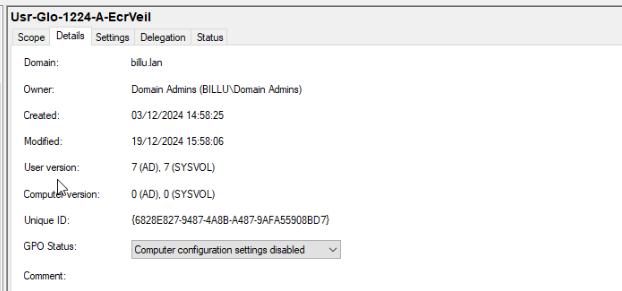 Usr-Glo-1224-A-EcrVeil
Scope Details Settings Delegation Status
Domain: billu.lan
Owner: Domain Admins (BILLU\Domain Admins)
Created: 03/12/2024 14:58:25
Modified: 19/12/2024 15:58:06
User version: 7 (AD), 7 (SYSVOL)
Computer version: 0 (AD), 0 (SYSVOL)
Unique ID: {6828E827-9487-4A8B-A487-9AFA55908BD7}
GPO Status: Computer configuration settings disabled
Comment: